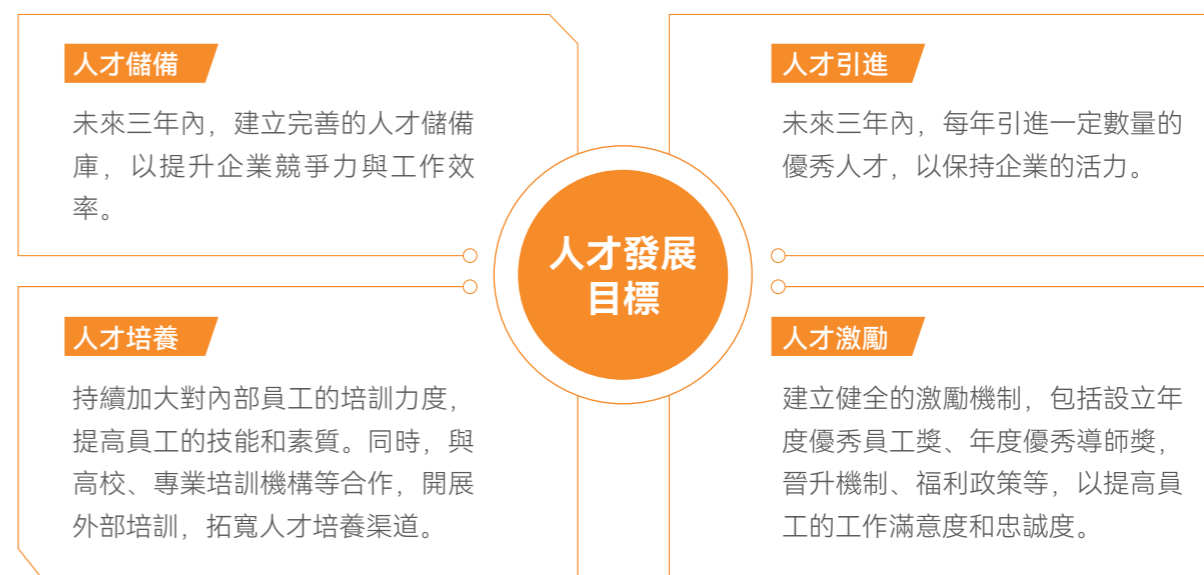 人才儲備
未來三年內，建立完善的人才儲備
庫，以提升企業競爭力與工作效
率。
人才引進
未來三年內，每年引進一定數量的
優秀人才，以保持企業的活力。
人才發展
目標
人才培養
持續加大對內部員工的培訓力度，
提高員工的技能和素質。同時，與
高校、專業培訓機構等合作，開展
外部培訓，拓寬人才培養渠道。
人才激勵
建立健全的激勵機制，包括設立年
度優秀員工獎、年度優秀導師獎，
晉升機制、福利政策等，以提高員
工的工作滿意度和忠誠度。